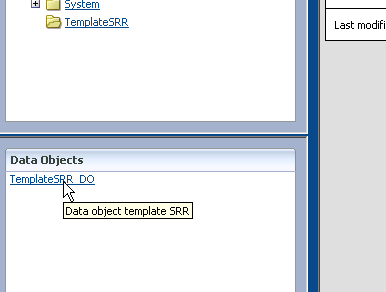 System
TemplateSRR
Last modifi
Data Objects
TemplateSRR_DO
Data object template SRR